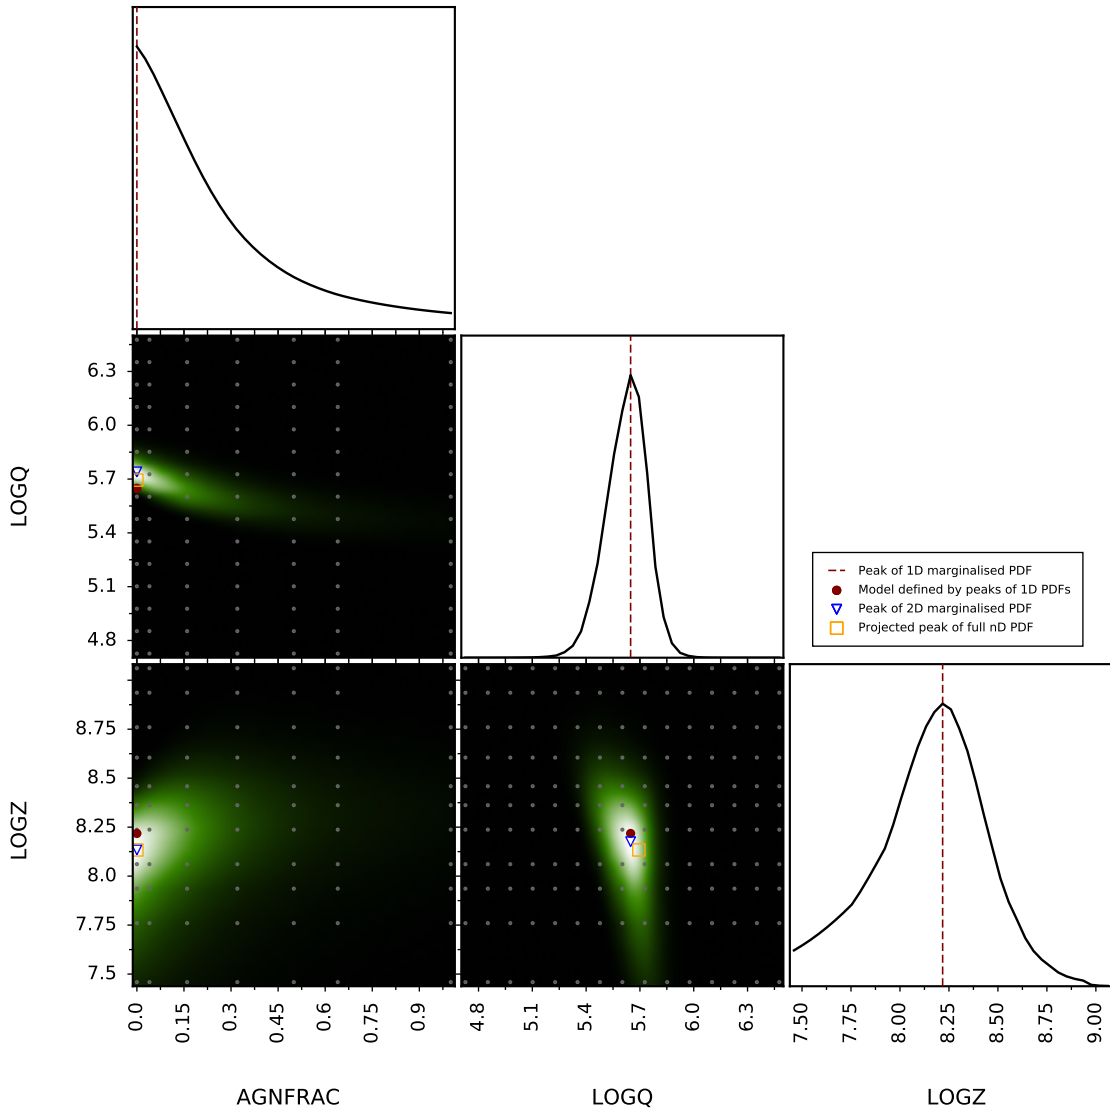 6.3
6.0
5.7
5.4
5.1
4.8
LOGQ
Peak of 1D marginalised PDF
Model defined by peaks of 1D PDFs
Peak of 2D marginalised PDF
Projected peak of full nD PDF
8.75
8.5
8.25
8.0
7.75
7.5
LOGZ
0.0 0.15 0.3 0.45 0.6 0.75 0.9
4.8 5.1 5.4 5.7 6.0 6.3
7.50 7.75 8.00 8.25 8.50 8.75 9.00
AGNFRAC LOGQ LOGZ